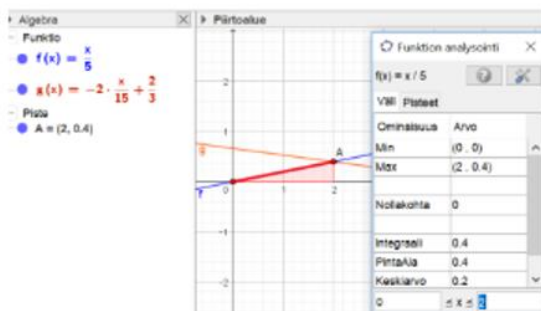 Algebra
Funktio
f(x) = x/5
g(x) = -2 · x/15 + 2/3
Piste
A = (2, 0.4)
Piirtoalue
2
1
0
-1
-2
0
1
2
g
f
A
Funktion analysointi
f(x) = x / 5
Väli Pisteet
Ominaisuus Arvo
Min (0 , 0)
Max (2 , 0.4)
Nollakohta 0
Integraali 0.4
PintaAla 0.4
Keskiarvo 0.2
0 ≤ x ≤ 2